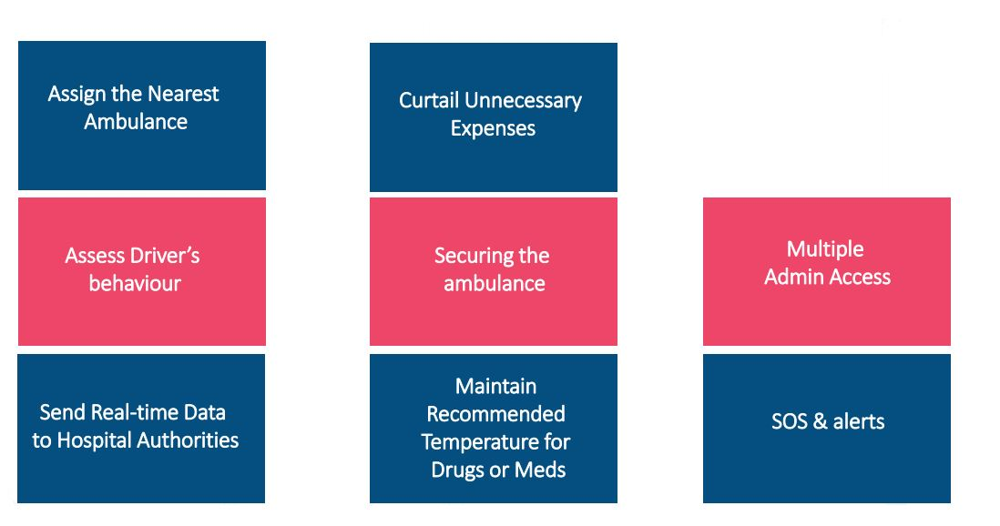 Assign the Nearest
Ambulance
Curtail Unnecessary
Expenses
Assess Driver’s
behaviour
Securing the
ambulance
Multiple
Admin Access
Send Real-time Data
to Hospital Authorities
Maintain
Recommended
Temperature for
Drugs or Meds
SOS & alerts